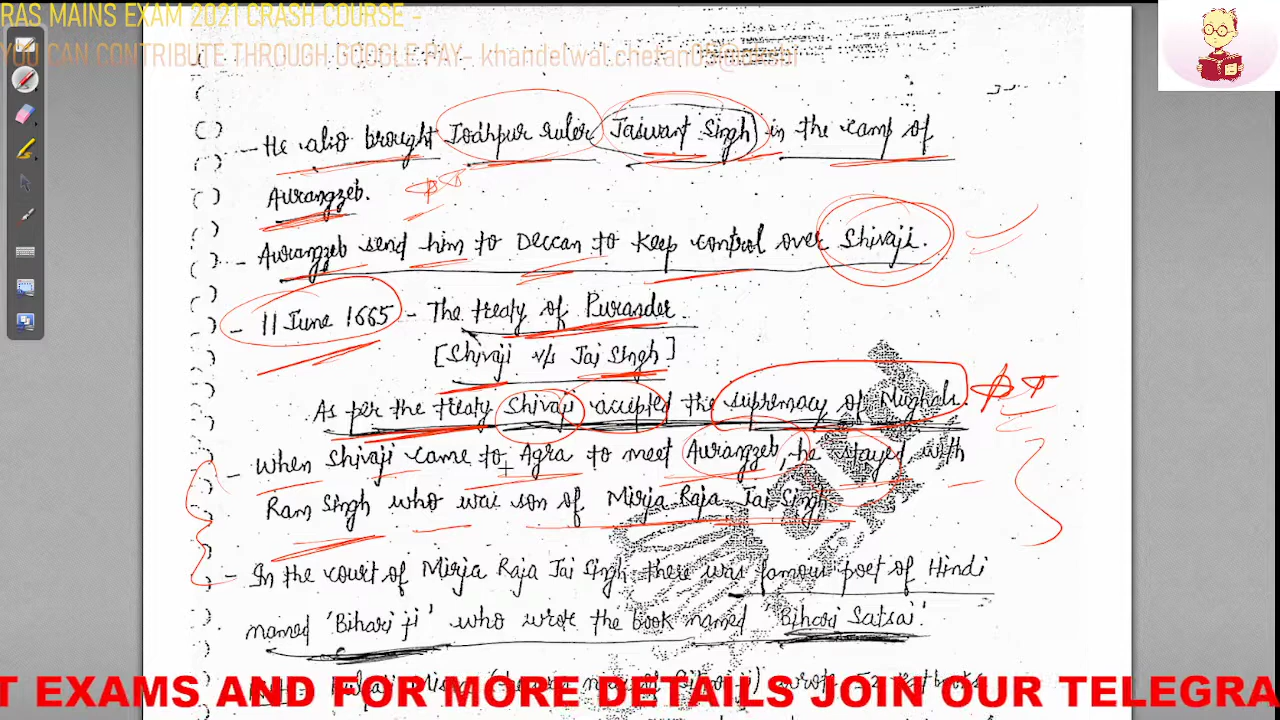 RAS MAINS EXAM 2021 CRASH COURSE -
YOU CAN CONTRIBUTE THROUGH GOOGLE PAY- khandelwal.chetan05@oksbi
- He also brought Jodhpur ruler Jaswant Singh in the camp of
Aurangzeb.
- Aurangzeb send him to Deccan to keep control over Shivaji.
- 11 June 1665 - The treaty of Purander.
[Shivaji v/s Jai Singh]
As per the treaty Shivaji accepted the supremacy of Mughals.
- When Shivaji came to Agra to meet Aurangzeb, he stayed with
Ram Singh who was son of Mirja Raja Jai Singh
- In the court of Mirja Raja Jai Singh there was famous poet of Hindi
named 'Bihari ji' who wrote the book named 'Bihari Satsai'
T EXAMS AND FOR MORE DETAILS JOIN OUR TELEGRA